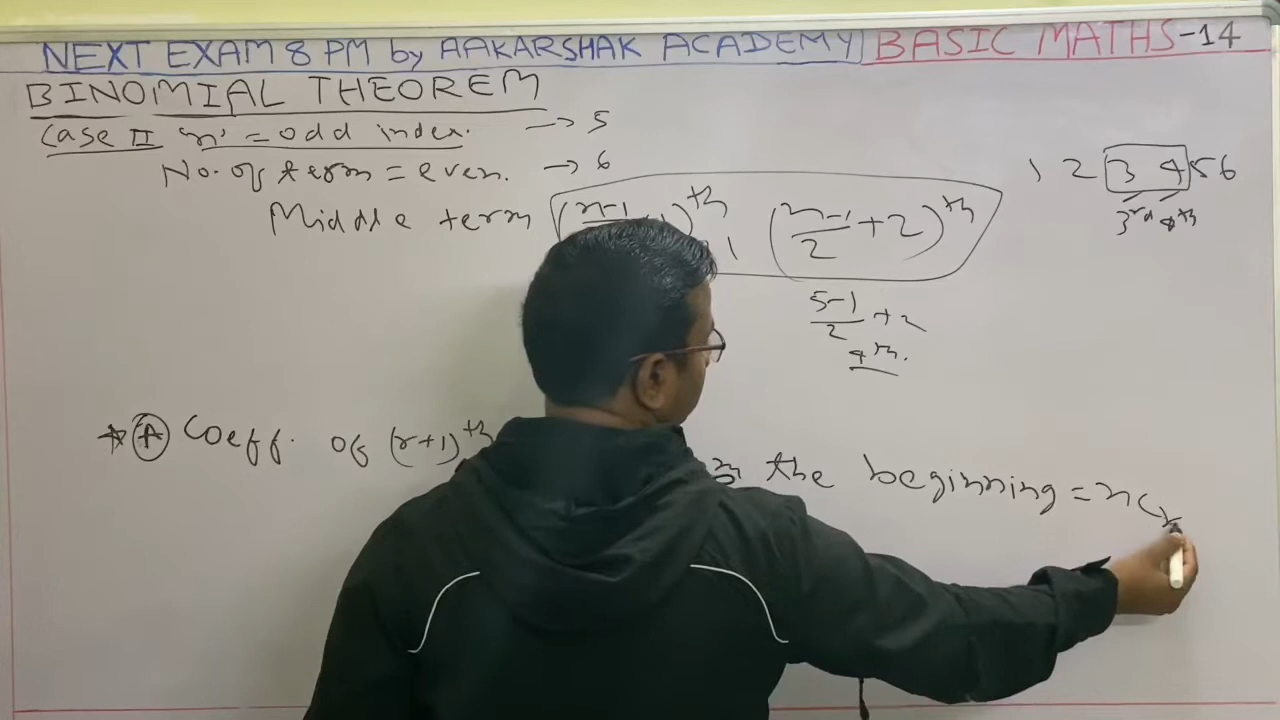 NEXT EXAM 8 PM by AAKARSHAK ACADEMY BASIC MATHS-14
BINOMIAL THEOREM
Case II 'n' = odd index. → 5
No. of term = even. → 6
1 2 3 4 5 6
3rd 4th
Middle term (n-1 )th (n-1/2 + 2)th
5-1/2 + 2
4th.
* A Coeff. of (r+1)th the beginning = nCr